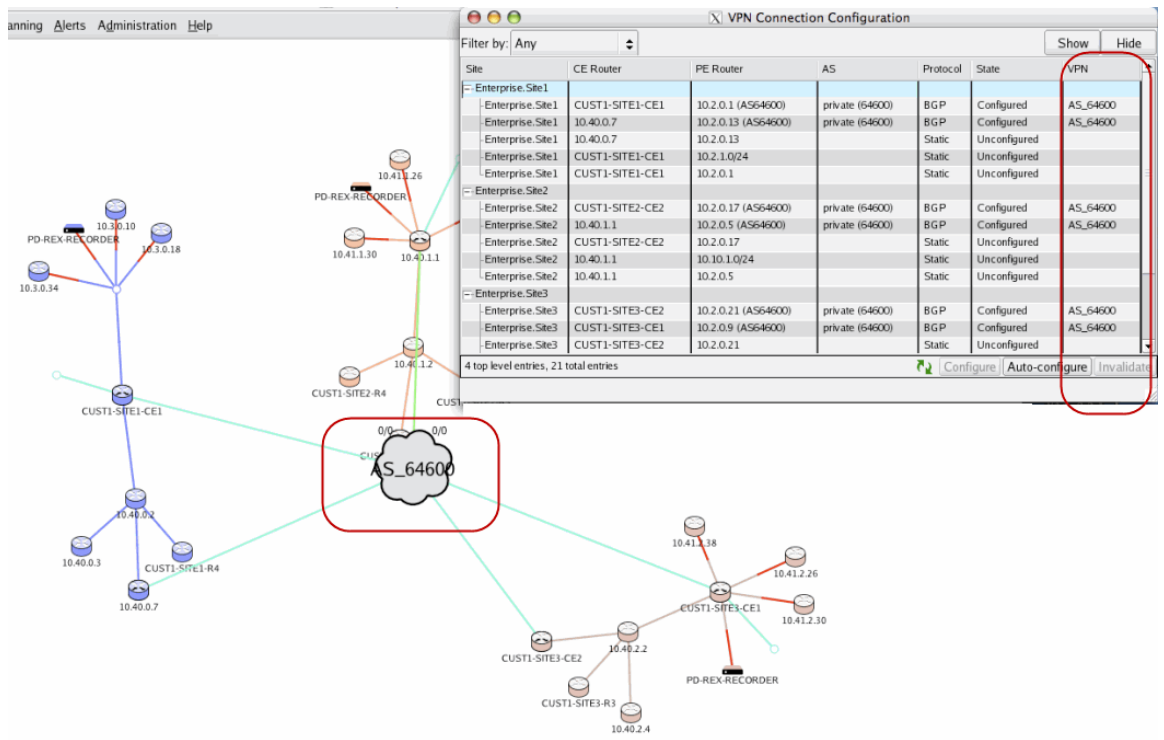 anning Alerts Administration Help
X VPN Connection Configuration
Filter by: Any Show Hide
Site CE Router PE Router AS Protocol State VPN
Enterprise.Site1
Enterprise.Site1 CUST1-SITE1-CE1 10.2.0.1 (AS64600) private (64600) BGP Configured AS_64600
Enterprise.Site1 10.40.0.7 10.2.0.13 (AS64600) private (64600) BGP Configured AS_64600
Enterprise.Site1 10.40.0.7 10.2.0.13 Static Unconfigured
Enterprise.Site1 CUST1-SITE1-CE1 10.2.1.0/24 Static Unconfigured
Enterprise.Site1 CUST1-SITE1-CE1 10.2.0.1 Static Unconfigured
Enterprise.Site2
Enterprise.Site2 CUST1-SITE2-CE2 10.2.0.17 (AS64600) private (64600) BGP Configured AS_64600
Enterprise.Site2 10.40.1.1 10.2.0.5 (AS64600) private (64600) BGP Configured AS_64600
Enterprise.Site2 CUST1-SITE2-CE2 10.2.0.17 Static Unconfigured
Enterprise.Site2 10.40.1.1 10.10.1.0/24 Static Unconfigured
Enterprise.Site2 10.40.1.1 10.2.0.5 Static Unconfigured
Enterprise.Site3
Enterprise.Site3 CUST1-SITE3-CE2 10.2.0.21 (AS64600) private (64600) BGP Configured AS_64600
Enterprise.Site3 CUST1-SITE3-CE1 10.2.0.9 (AS64600) private (64600) BGP Configured AS_64600
Enterprise.Site3 CUST1-SITE3-CE2 10.2.0.21 Static Unconfigured
4 top level entries, 21 total entries Configure Auto-configure Invalidate
10.41.1.26
PD-REX-RECORDER
10.3.0.10
PD-REX-RECORDER
10.3.0.18
10.41.1.30
10.40.1.1
10.3.0.34
10.40.1.2
CUST1-SITE2-R4
CUST
CUST1-SITE1-CE1
0/0 0/0
CUS
AS_64600
10.40.0.2
10.40.0.3
CUST1-SITE1-R4
10.40.0.7
10.41.2.38
10.41.2.26
CUST1-SITE3-CE1
10.41.2.30
10.40.2.2
CUST1-SITE3-CE2
PD-REX-RECORDER
CUST1-SITE3-R3
10.40.2.4